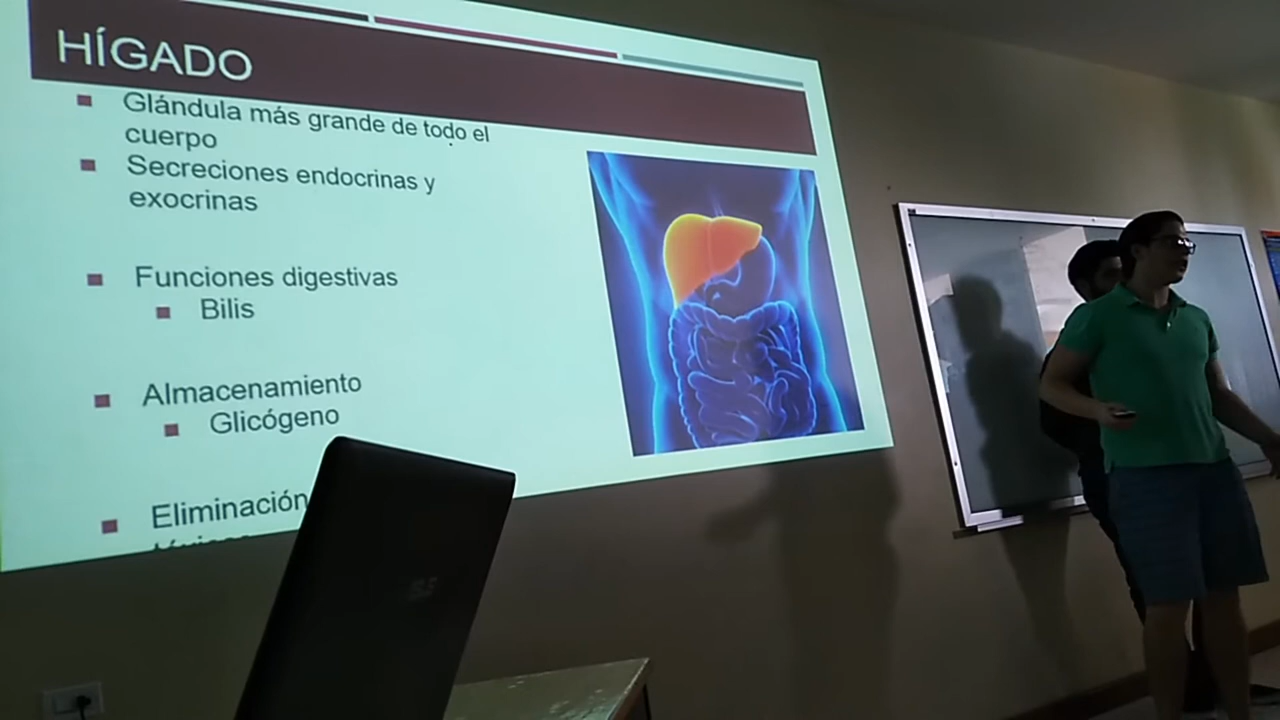 HÍGADO
Glándula más grande de todo el
cuerpo
Secreciones endocrinas y
exocrinas
Funciones digestivas
Bilis
Almacenamiento
Glicógeno
Eliminación